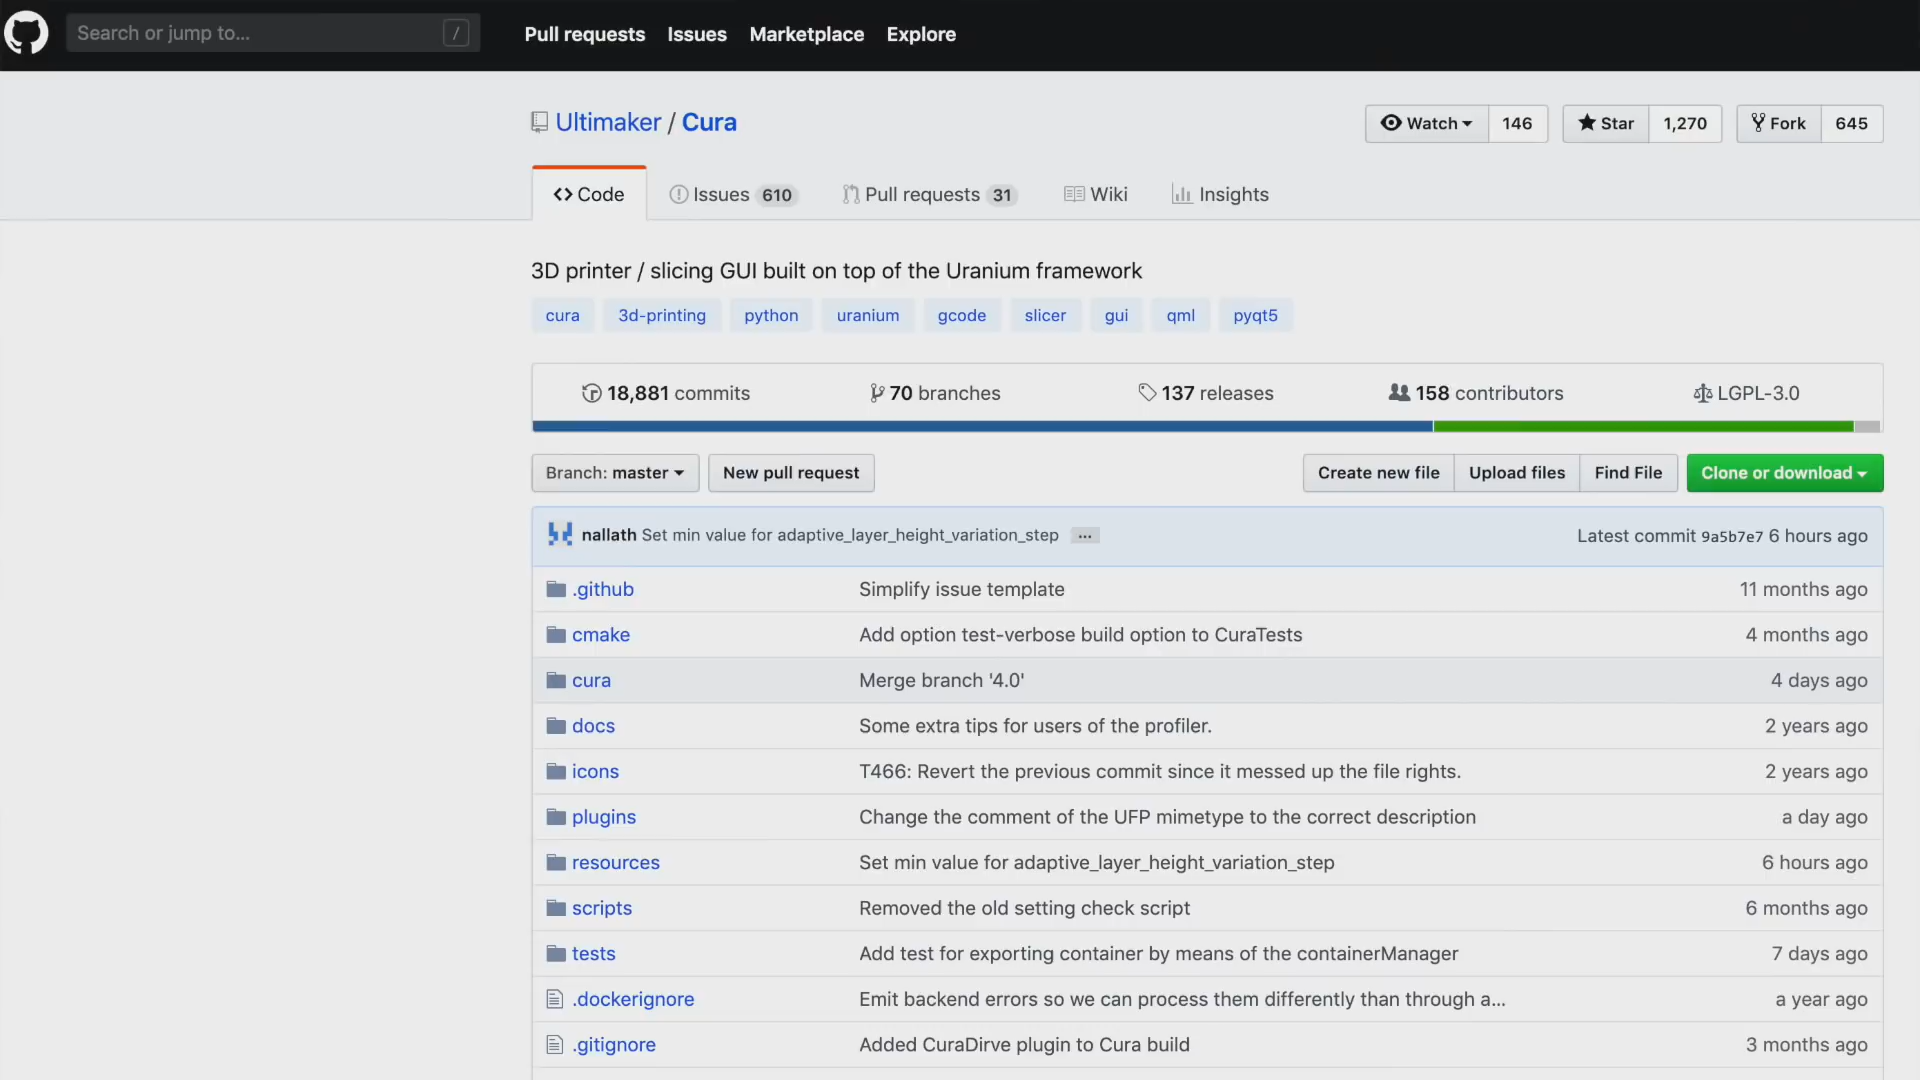 Search or jump to... /
Pull requests Issues Marketplace Explore
Ultimaker / Cura
Watch 146 Star 1,270 Fork 645
Code Issues 610 Pull requests 31 Wiki Insights
3D printer / slicing GUI built on top of the Uranium framework
cura 3d-printing python uranium gcode slicer gui qml pyqt5
18,881 commits 70 branches 137 releases 158 contributors LGPL-3.0
Branch: master New pull request Create new file Upload files Find File Clone or download
nallath Set min value for adaptive_layer_height_variation_step ... Latest commit 9a5b7e7 6 hours ago
.github Simplify issue template 11 months ago
cmake Add option test-verbose build option to CuraTests 4 months ago
cura Merge branch '4.0' 4 days ago
docs Some extra tips for users of the profiler. 2 years ago
icons T466: Revert the previous commit since it messed up the file rights. 2 years ago
plugins Change the comment of the UFP mimetype to the correct description a day ago
resources Set min value for adaptive_layer_height_variation_step 6 hours ago
scripts Removed the old setting check script 6 months ago
tests Add test for exporting container by means of the containerManager 7 days ago
.dockerignore Emit backend errors so we can process them differently than through a... a year ago
.gitignore Added CuraDirve plugin to Cura build 3 months ago